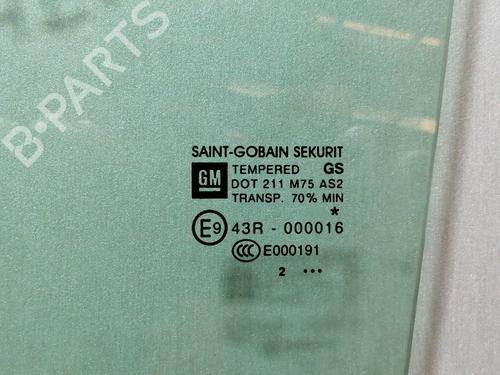 B-PARTS
SAINT-GOBAIN SEKURIT
GM TEMPERED GS
DOT 211 M75 AS2
TRANSP. 70% MIN
*
E9 43R - 000016
CCC E000191
2 •••